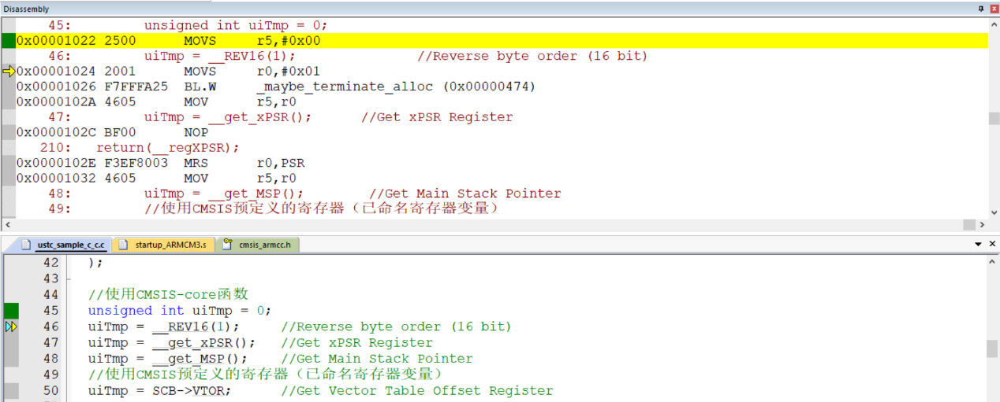 Disassembly
45: unsigned int uiTmp = 0;
0x00001022 2500 MOVS r5,#0x00
46: uiTmp = __REV16(1); //Reverse byte order (16 bit)
0x00001024 2001 MOVS r0,#0x01
0x00001026 F7FFFA25 BL.W _maybe_terminate_alloc (0x00000474)
0x0000102A 4605 MOV r5,r0
47: uiTmp = __get_xPSR(); //Get xPSR Register
0x0000102C BF00 NOP
210: return(__regXPSR);
0x0000102E F3EF8003 MRS r0,PSR
0x00001032 4605 MOV r5,r0
48: uiTmp = __get_MSP(); //Get Main Stack Pointer
49: //使用CMSIS预定义的寄存器（已命名寄存器变量）
ustc_sample_c_c.c startup_ARMCM3.s cmsis_armcc.h
42 );
43
44 //使用CMSIS-core函数
45 unsigned int uiTmp = 0;
46 uiTmp = __REV16(1); //Reverse byte order (16 bit)
47 uiTmp = __get_xPSR(); //Get xPSR Register
48 uiTmp = __get_MSP(); //Get Main Stack Pointer
49 //使用CMSIS预定义的寄存器（已命名寄存器变量）
50 uiTmp = SCB->VTOR; //Get Vector Table Offset Register